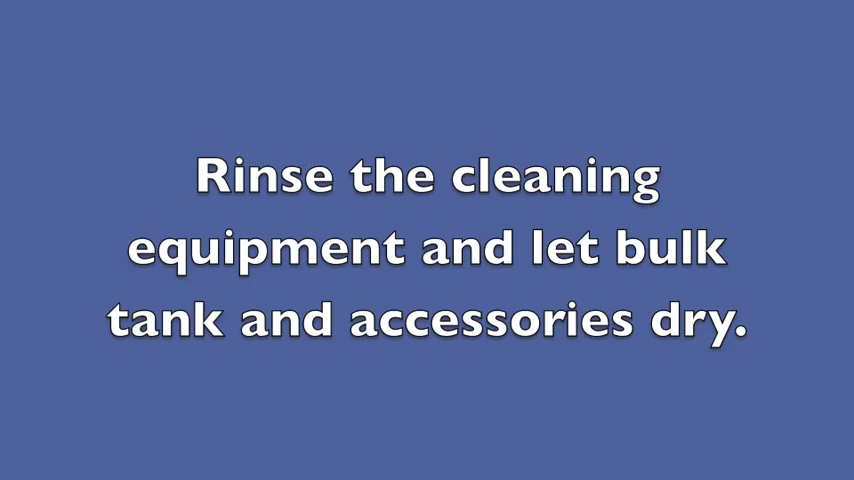 Rinse the cleaning
equipment and let bulk
tank and accessories dry.